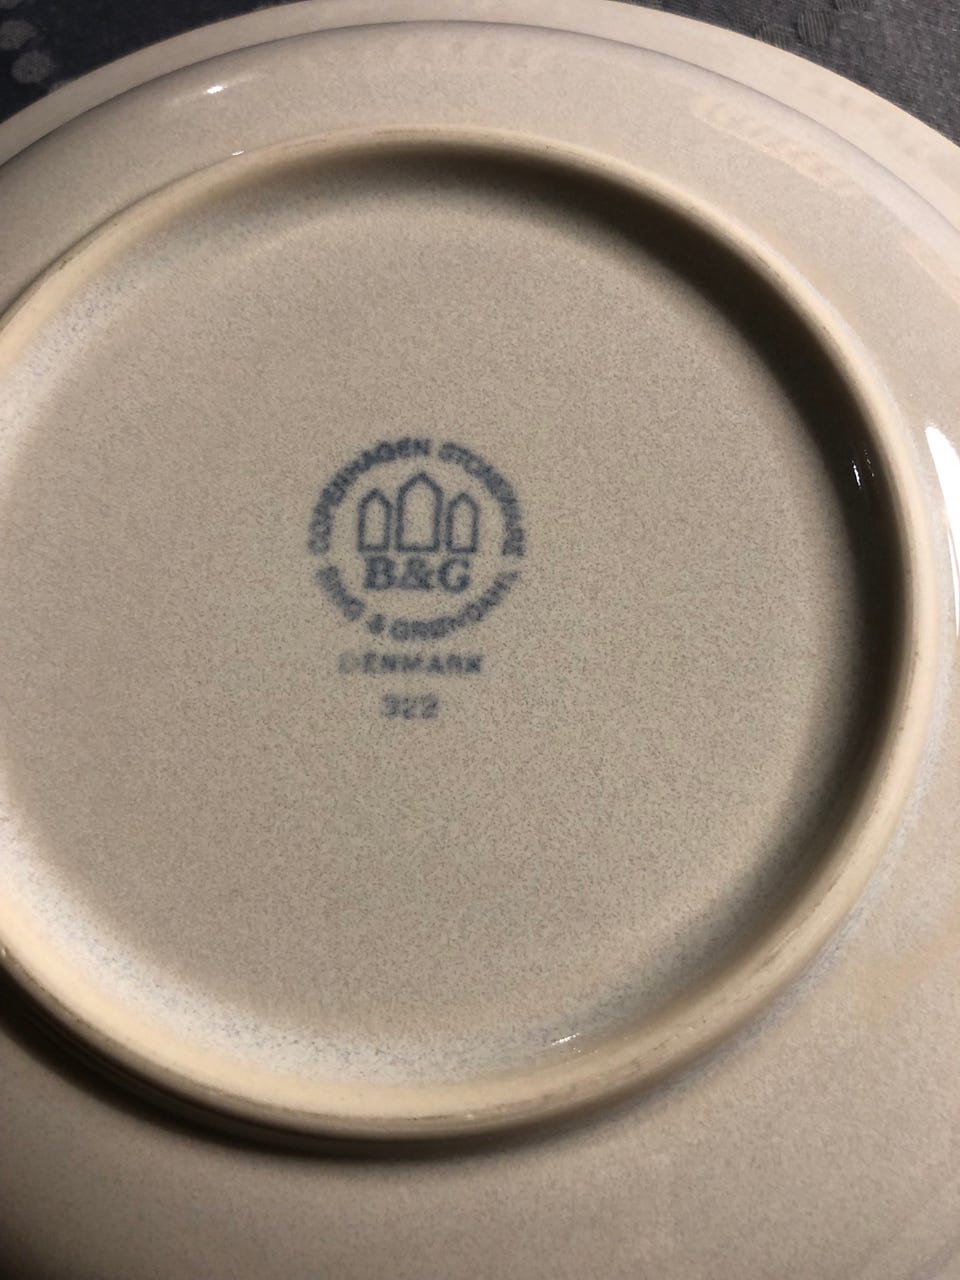 COPENHAGEN STONEWARE
B&G
BING & GRØNDAHL
DENMARK
322